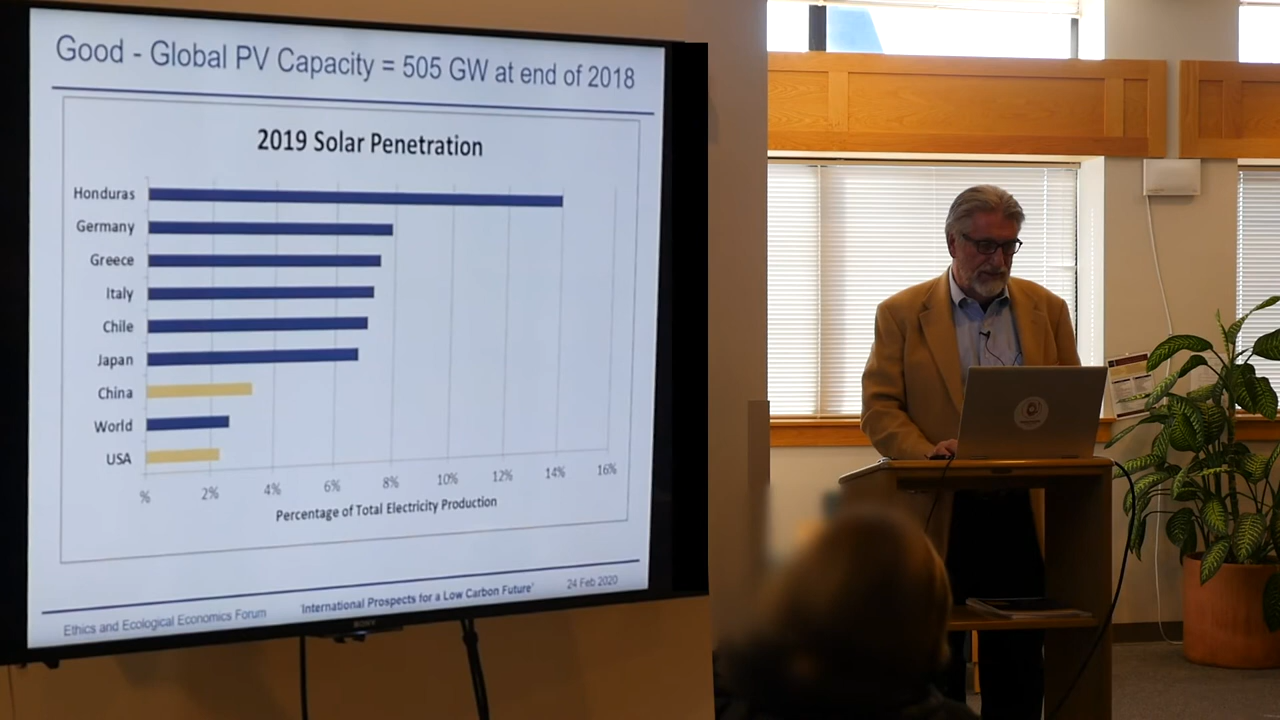 Good - Global PV Capacity = 505 GW at end of 2018
2019 Solar Penetration
Honduras
Germany
Greece
Italy
Chile
Japan
China
World
USA
% 2% 4% 6% 8% 10% 12% 14% 16%
Percentage of Total Electricity Production
Ethics and Ecological Economics Forum 'International Prospects for a Low Carbon Future' 24 Feb 2020
SONY